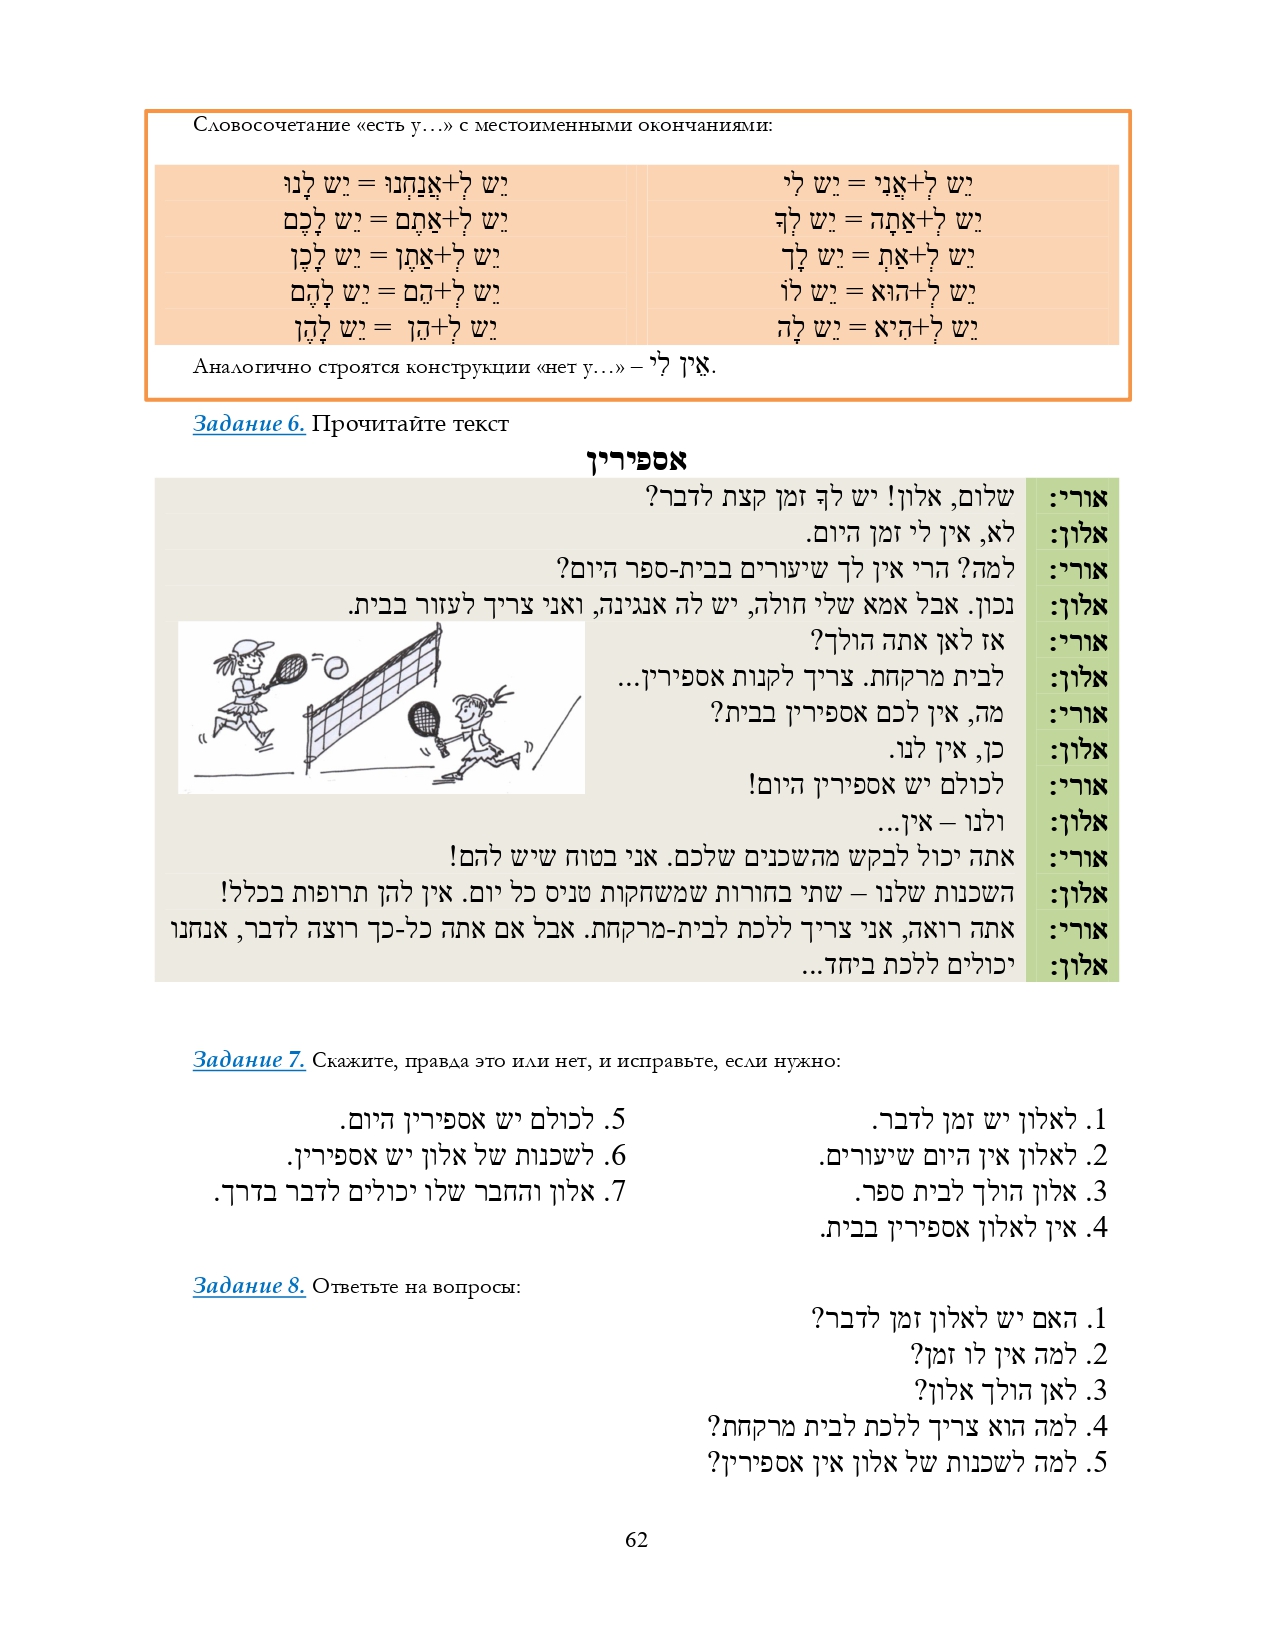 Словосочетание «есть у…» с местоименными окончаниями:
יֵש לְ+אֲנִי = יֵש לִי
יֵש לְ+אַתָה = יֵש לְךָ
יֵש לְ+אַתְ = יֵש לָך
יֵש לְ+הוּא = יֵש לוֹ
יֵש לְ+הִיא = יֵש לָה
יֵש לְ+אֲנַחְנוּ = יֵש לָנוּ
יֵש לְ+אַתֶם = יֵש לָכֶם
יֵש לְ+אַתֶן = יֵש לָכֶן
יֵש לְ+הֵם = יֵש לָהֶם
יֵש לְ+הֵן = יֵש לָהֶן
Аналогично строятся конструкции «нет у…» – אֵין לִי.
Задание 6. Прочитайте текст
אספירין
אורי: שלום, אלון! יש לךָ זמן קצת לדבר?
אלון: לא, אין לי זמן היום.
אורי: למה? הרי אין לך שיעורים בבית-ספר היום?
אלון: נכון. אבל אמא שלי חולה, יש לה אנגינה, ואני צריך לעזור בבית.
אורי: אז לאן אתה הולך?
אלון: לבית מרקחת. צריך לקנות אספירין...
אורי: מה, אין לכם אספירין בבית?
אלון: כן, אין לנו.
אורי: לכולם יש אספירין היום!
אלון: ולנו – אין...
אורי: אתה יכול לבקש מהשכנים שלכם. אני בטוח שיש להם!
אלון: השכנות שלנו – שתי בחורות שמשחקות טניס כל יום. אין להן תרופות בכלל!
אורי: אתה רואה, אני צריך ללכת לבית-מרקחת. אבל אם אתה כל-כך רוצה לדבר, אנחנו
אלון: יכולים ללכת ביחד...
Задание 7. Скажите, правда это или нет, и исправьте, если нужно:
1. לאלון יש זמן לדבר.
2. לאלון אין היום שיעורים.
3. אלון הולך לבית ספר.
4. אין לאלון אספירין בבית.
5. לכולם יש אספירין היום.
6. לשכנות של אלון יש אספירין.
7. אלון והחבר שלו יכולים לדבר בדרך.
Задание 8. Ответьте на вопросы:
1. האם יש לאלון זמן לדבר?
2. למה אין לו זמן?
3. לאן הולך אלון?
4. למה הוא צריך ללכת לבית מרקחת?
5. למה לשכנות של אלון אין אספירין?
62